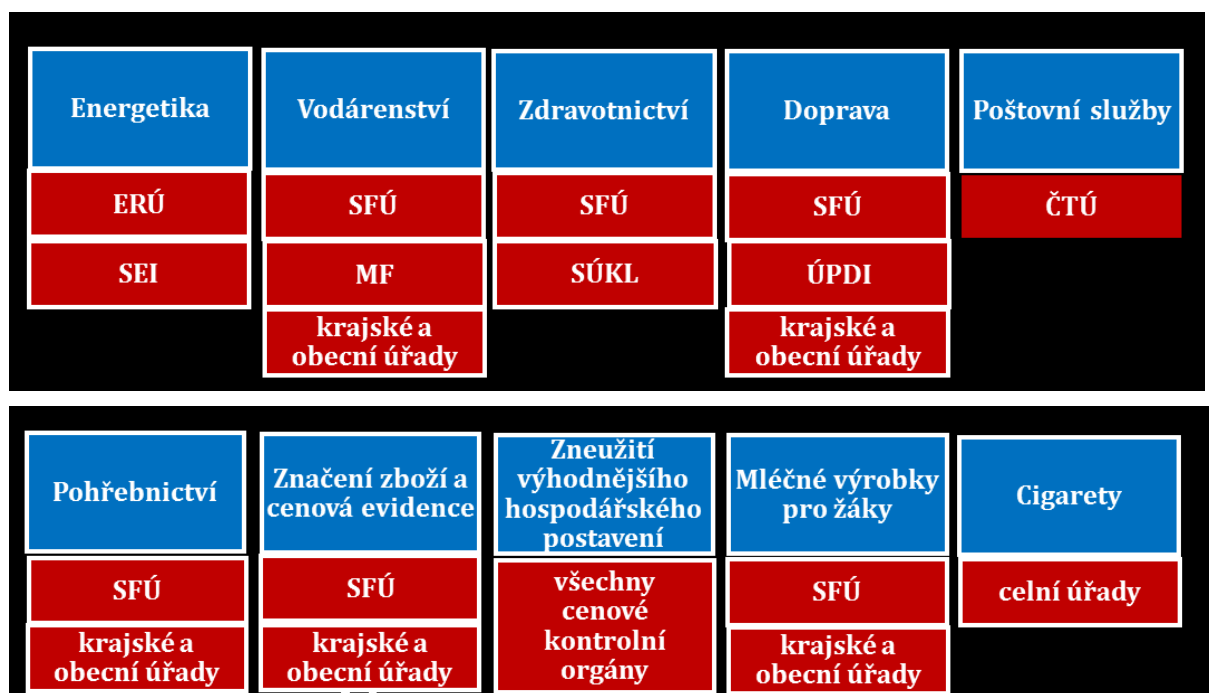 Energetika
Vodárenství
Zdravotnictví
Doprava
Poštovní služby
ERÚ
SFÚ
SFÚ
SFÚ
ČTÚ
SEI
MF
SÚKL
ÚPDI
krajské a
obecní úřady
krajské a
obecní úřady
Pohřebnictví
Značení zboží a
cenová evidence
Zneužití
výhodnějšího
hospodářského
postavení
Mléčné výrobky
pro žáky
Cigarety
SFÚ
SFÚ
všechny
cenové
kontrolní
orgány
SFÚ
celní úřady
krajské a
obecní úřady
krajské a
obecní úřady
krajské a
obecní úřady